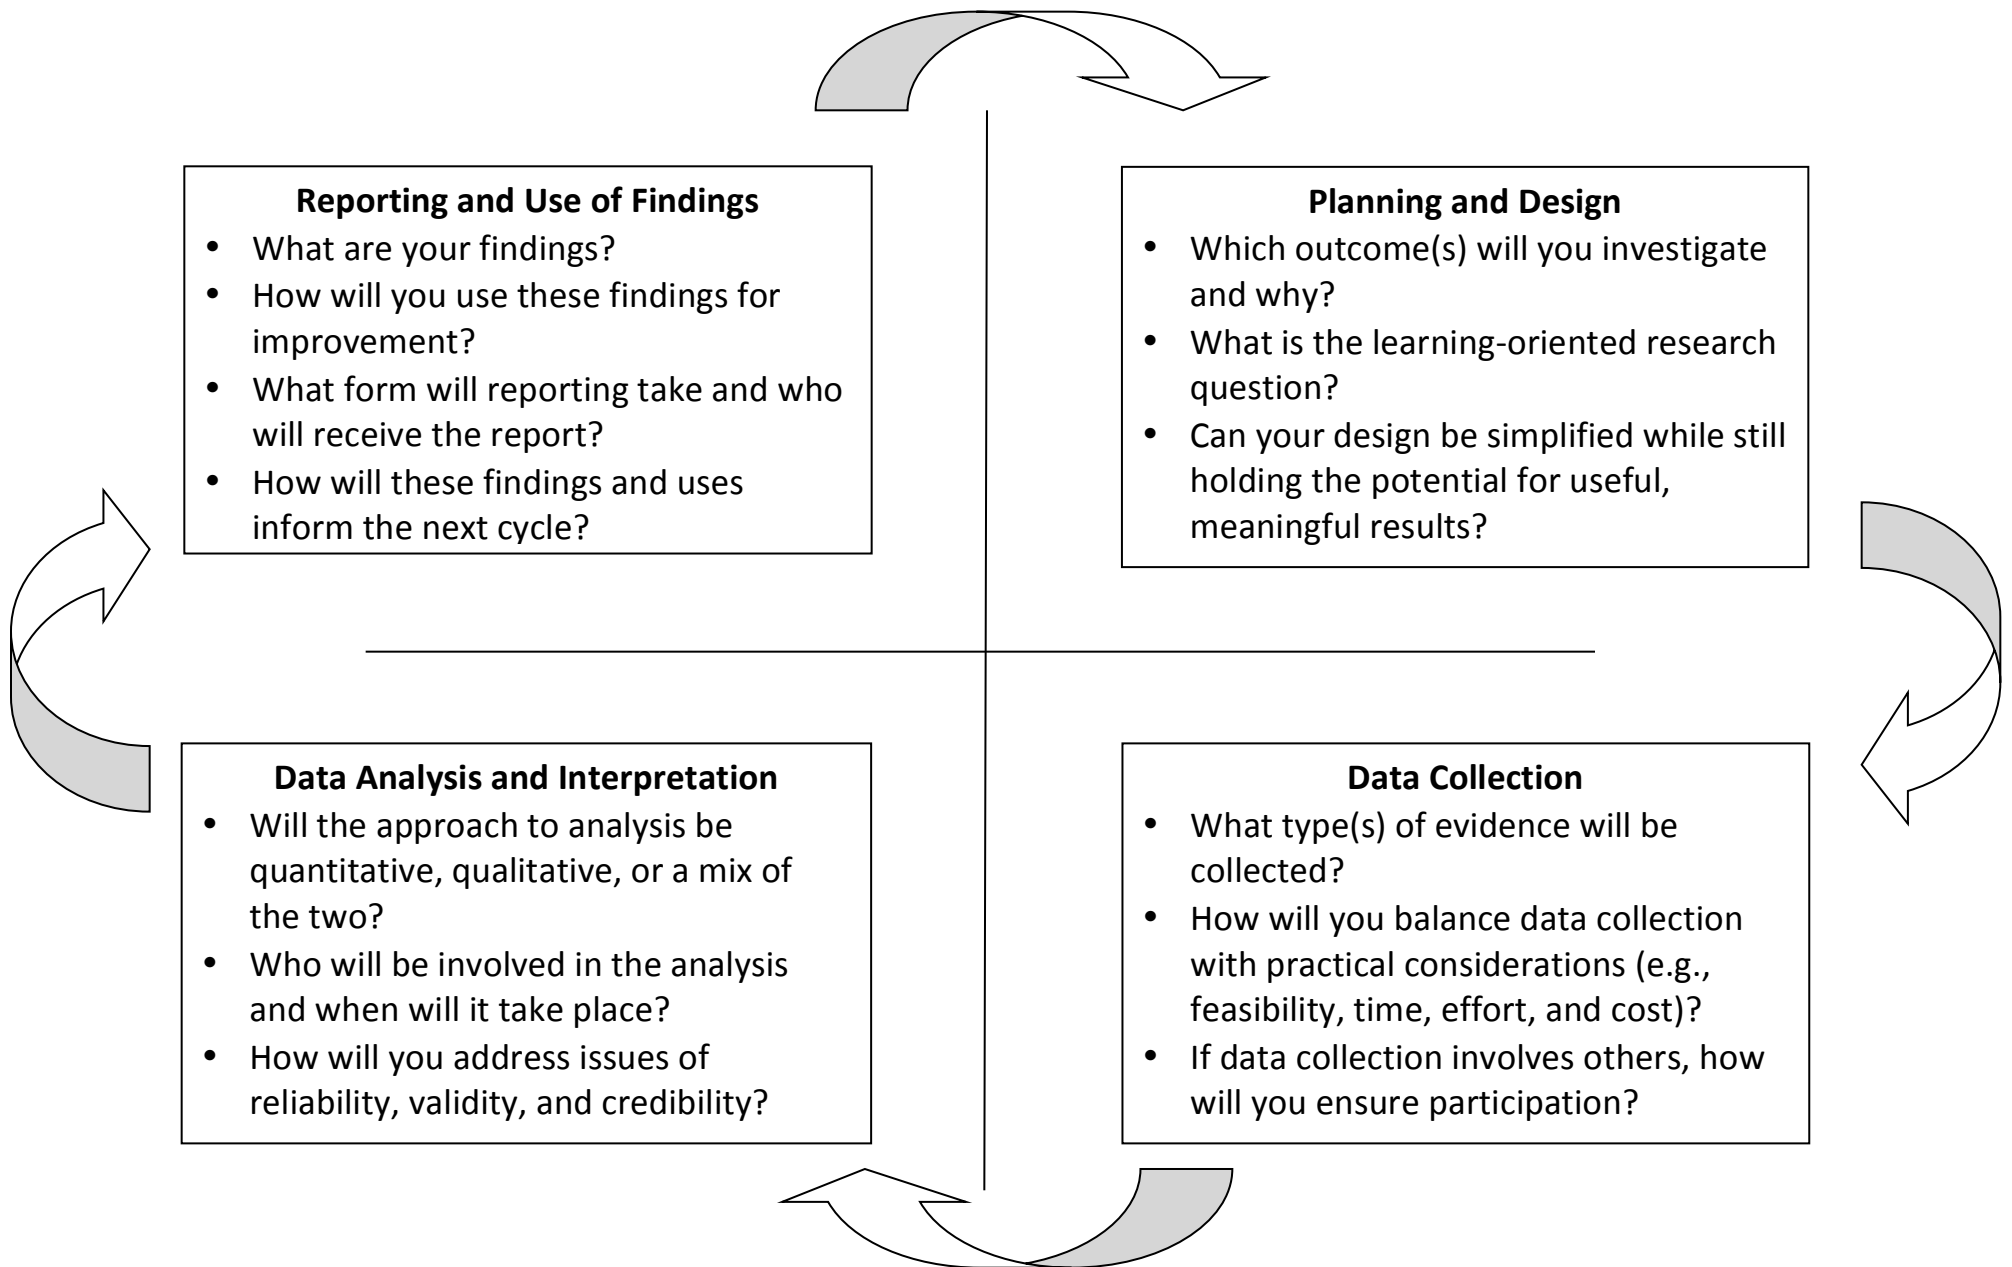 Reporting and Use of Findings
• What are your findings?
• How will you use these findings for
improvement?
• What form will reporting take and who
will receive the report?
• How will these findings and uses
inform the next cycle?
Planning and Design
• Which outcome(s) will you investigate
and why?
• What is the learning-oriented research
question?
• Can your design be simplified while still
holding the potential for useful,
meaningful results?
Data Analysis and Interpretation
• Will the approach to analysis be
quantitative, qualitative, or a mix of
the two?
• Who will be involved in the analysis
and when will it take place?
• How will you address issues of
reliability, validity, and credibility?
Data Collection
• What type(s) of evidence will be
collected?
• How will you balance data collection
with practical considerations (e.g.,
feasibility, time, effort, and cost)?
• If data collection involves others, how
will you ensure participation?